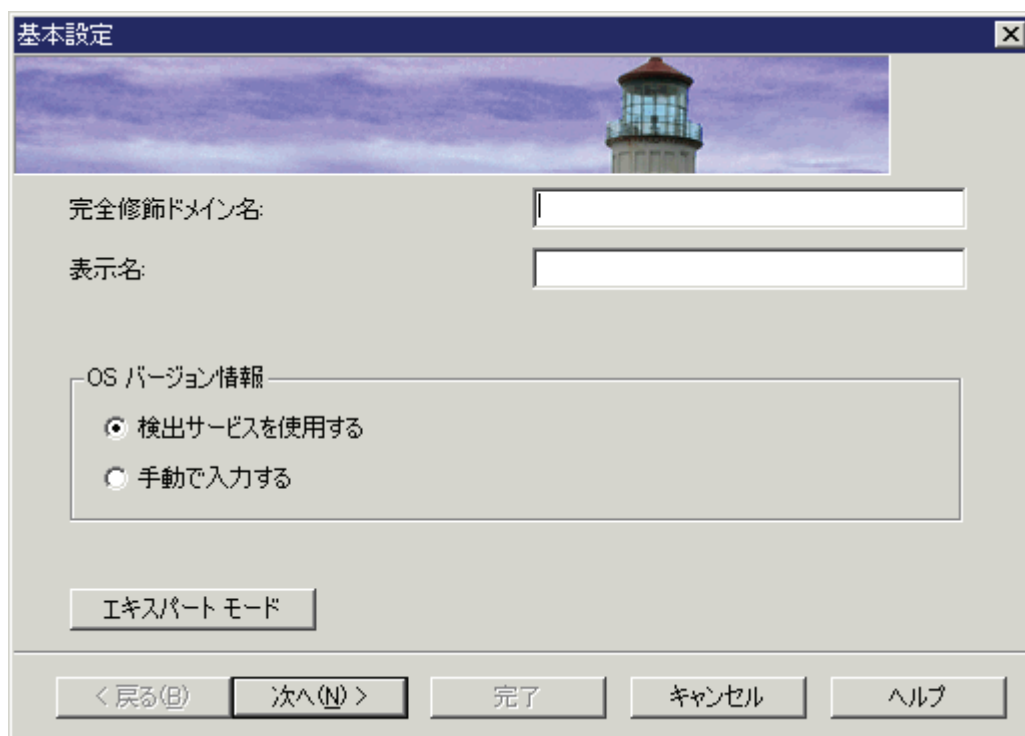 基本設定
完全修飾ドメイン名:
表示名:
OS バージョン情報
検出サービスを使用する
手動で入力する
エキスパート モード
< 戻る(B) 次へ(N) > 完了 キャンセル ヘルプ